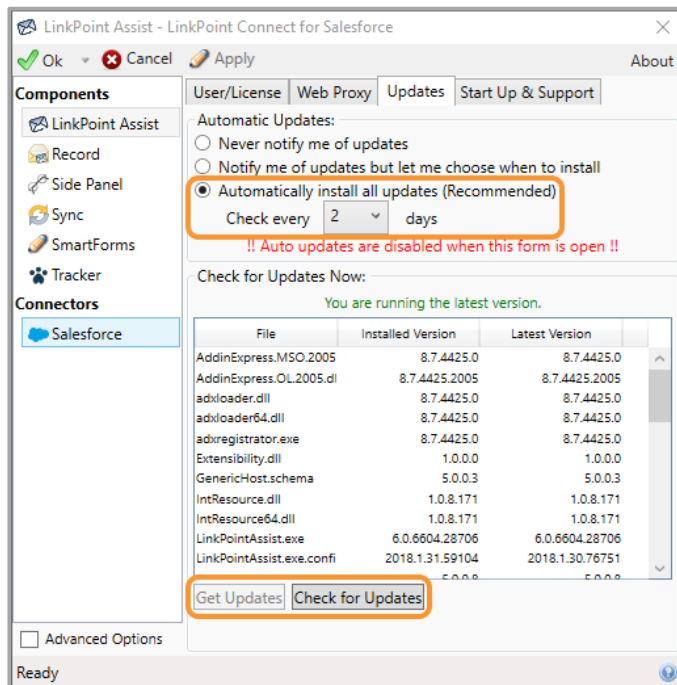 LinkPoint Assist - LinkPoint Connect for Salesforce
Ok Cancel Apply About
Components
LinkPoint Assist
Record
Side Panel
Sync
SmartForms
Tracker
Connectors
Salesforce
Advanced Options
User/License Web Proxy Updates Start Up & Support
Automatic Updates:
Never notify me of updates
Notify me of updates but let me choose when to install
Automatically install all updates (Recommended)
Check every 2 days
!! Auto updates are disabled when this form is open !!
Check for Updates Now:
You are running the latest version.
File Installed Version Latest Version
AddinExpress.MSO.2005 8.7.4425.0 8.7.4425.0
AddinExpress.OL.2005.dl 8.7.4425.2005 8.7.4425.2005
adxloader.dll 8.7.4425.0 8.7.4425.0
adxloader64.dll 8.7.4425.0 8.7.4425.0
adxregistrator.exe 8.7.4425.0 8.7.4425.0
Extensibility.dll 1.0.0.0 1.0.0.0
GenericHost.schema 5.0.0.3 5.0.0.3
IntResource.dll 1.0.8.171 1.0.8.171
IntResource64.dll 1.0.8.171 1.0.8.171
LinkPointAssist.exe 6.0.6604.28706 6.0.6604.28706
LinkPointAssist.exe.confi 2018.1.31.59104 2018.1.30.76751
5.0.0.8 5.0.0.8
Get Updates Check for Updates
Ready